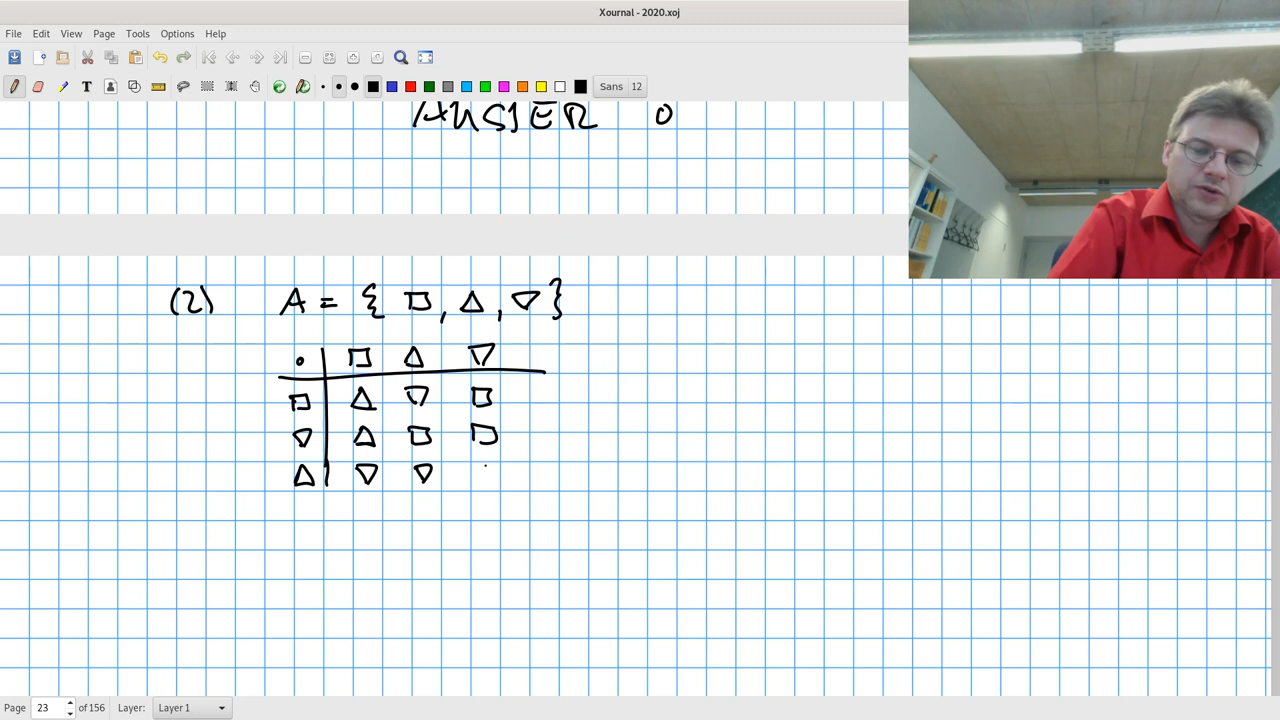 Xournal - 2020.xoj
File Edit View Page Tools Options Help
T Sans 12
AUSSER 0
(2) A = { □, △, ▽ }
∘ □ △ ▽
□ △ ▽ □
▽ △ □ □
△ ▽ ▽
Page 23 of 156 Layer: Layer 1